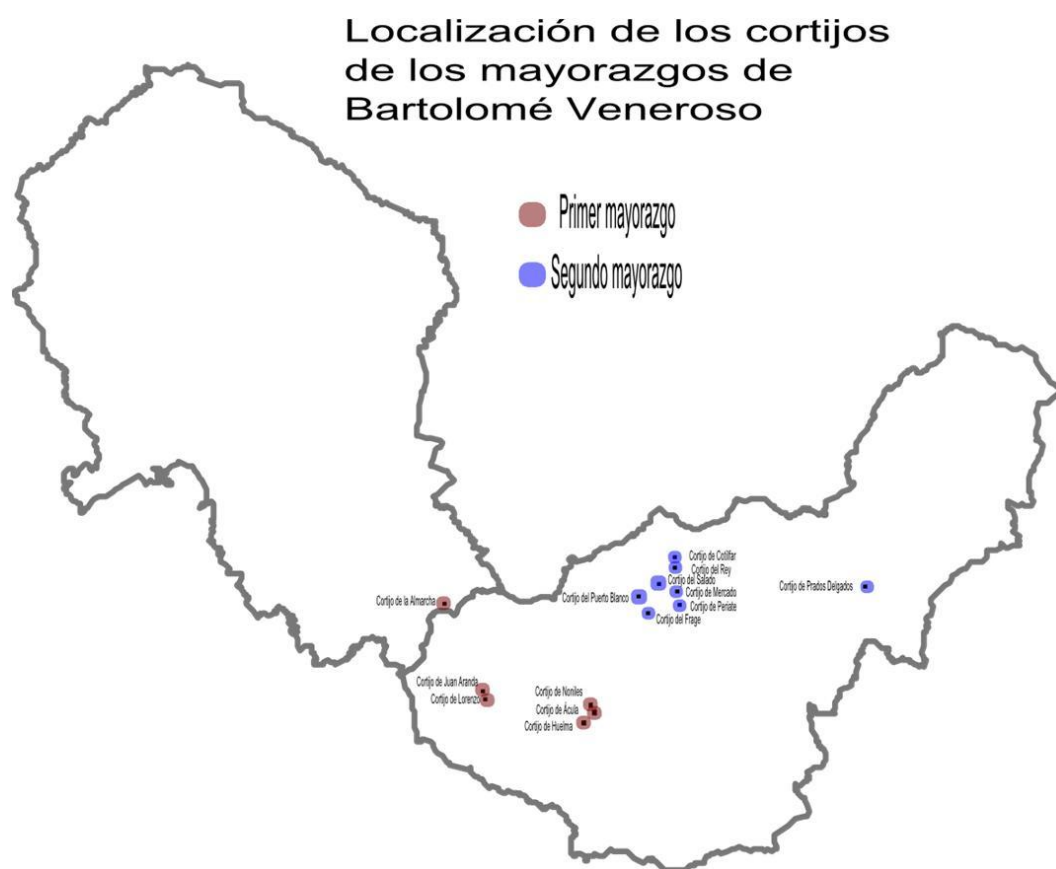 Localización de los cortijos
de los mayorazgos de
Bartolomé Veneroso
Primer mayorazgo
Segundo mayorazgo
Cortijo de Cotilfar
Cortijo del Rey
Cortijo del Salado
Cortijo de Mercado
Cortijo de Prados Delgados
Cortijo del Puerto Blanco
Cortijo de Periate
Cortijo del Frage
Cortijo de la Almarcha
Cortijo de Juan Aranda
Cortijo de Lorenzo
Cortijo de Noniles
Cortijo de Ácula
Cortijo de Huelma